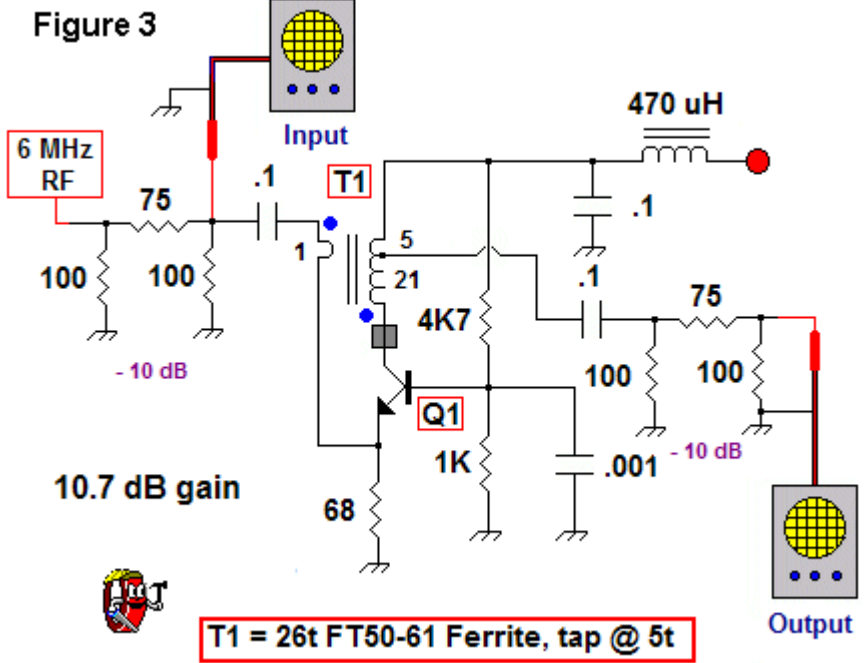 Figure 3
Input
470 uH
6 MHz
RF
T1
.1
75
.1
1
5
21
100
100
4K7
.1
75
- 10 dB
100
100
Q1
1K
.001
- 10 dB
10.7 dB gain
68
Output
T1 = 26t FT50-61 Ferrite, tap @ 5t